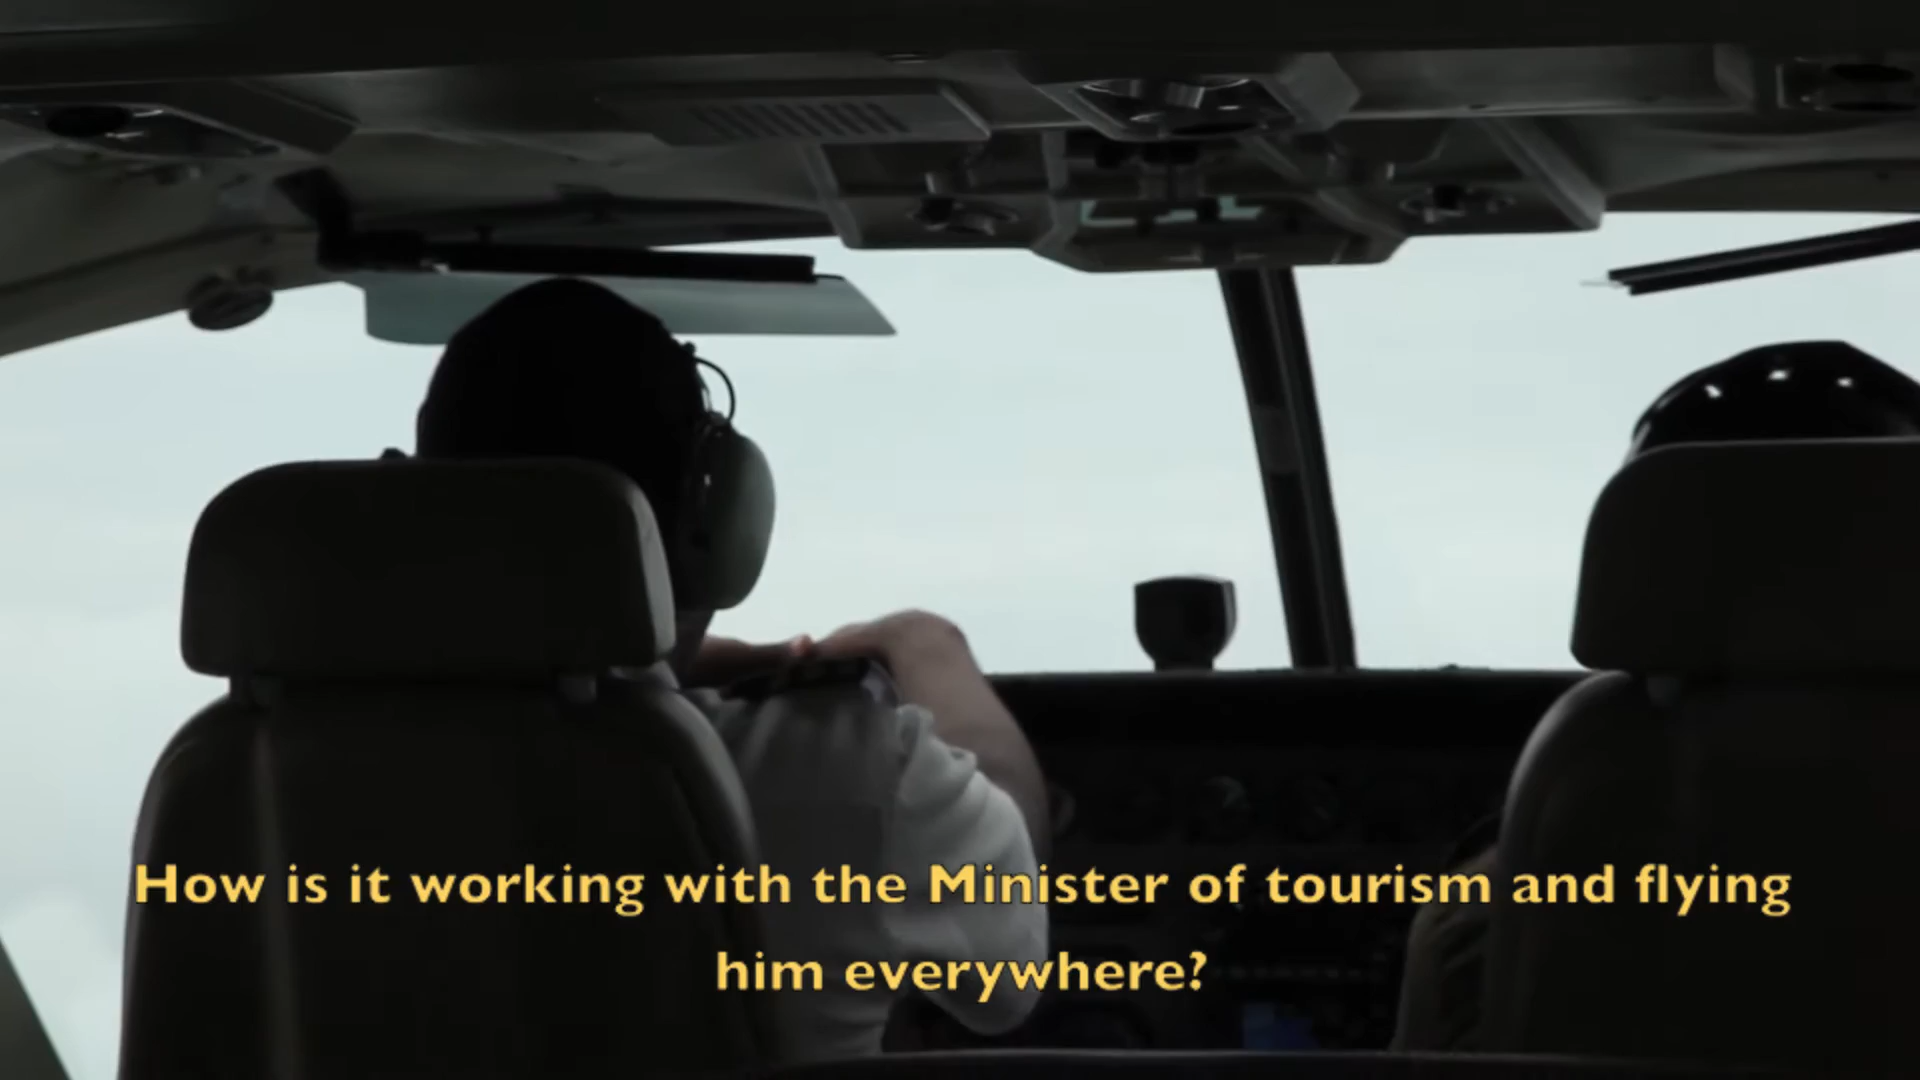 How is it working with the Minister of tourism and flying
him everywhere?